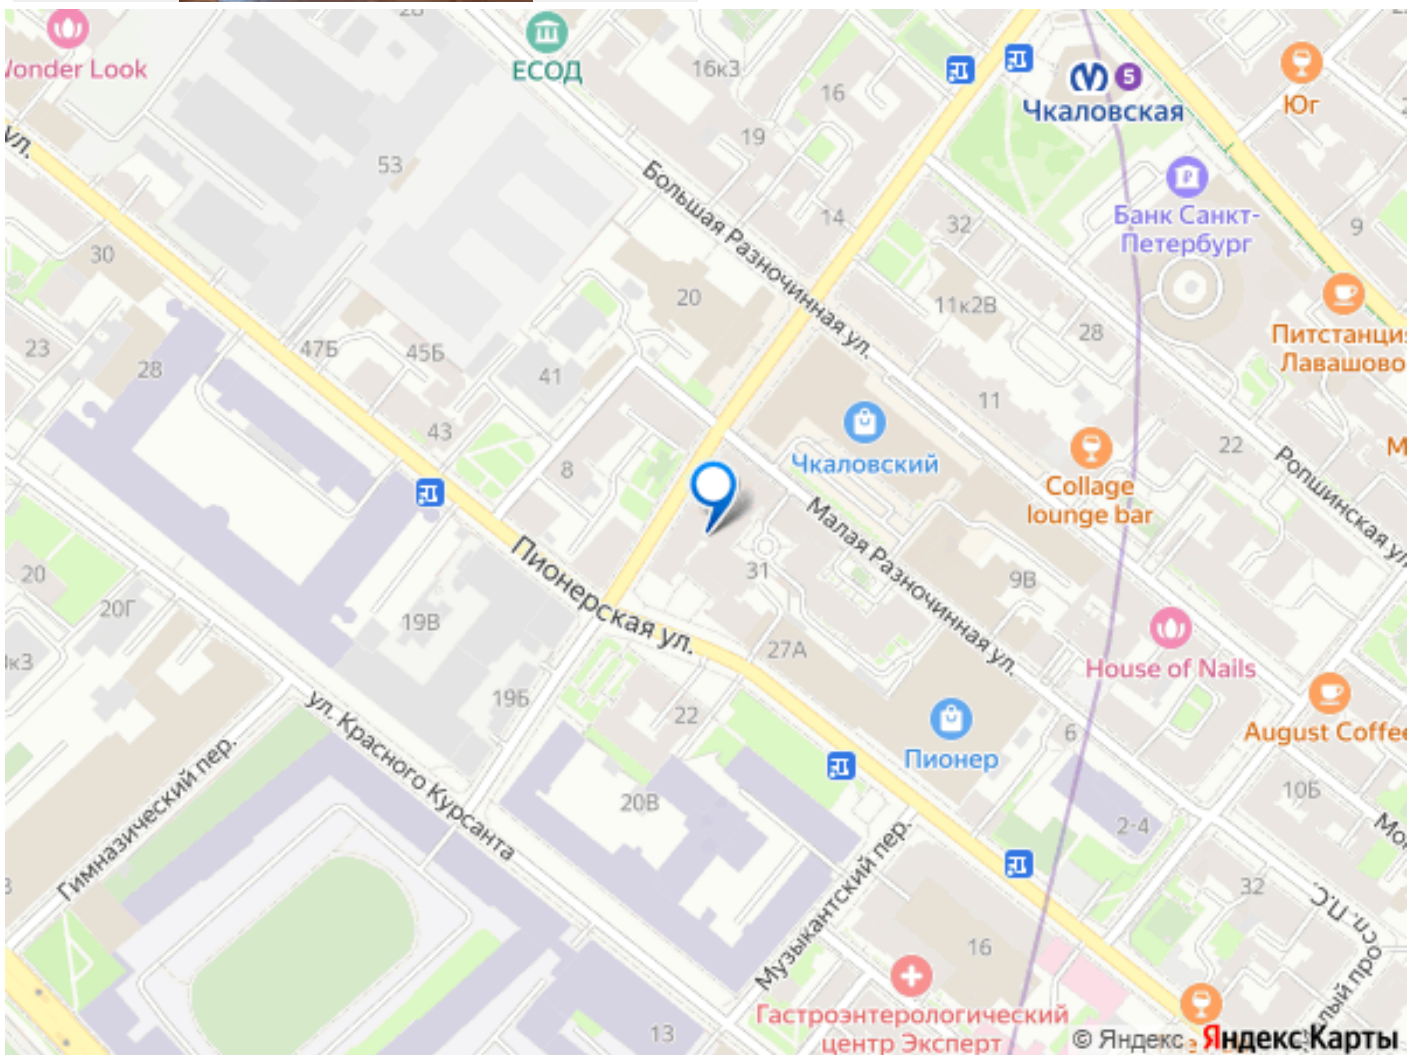 20
Wonder Look
ЕСОД
16к3
16
5
Чкаловская
Юг
ул.
53
19
Большая Разночинная ул.
14
32
Банк Санкт-
Петербург
9
30
20
11к2В
28
Питстанция
Лавашово
23
28
47Б
45Б
41
11
43
8
Чкаловский
22
Collage
lounge bar
Ропшинская ул.
Малая Разночинная ул.
Пионерская ул.
31
9В
20
20Г
19В
27А
House of Nails
к3
19Б
22
Пионер
6
August Coffee
ул. Красного Курсанта
Гимназический пер.
20В
10Б
2-4
Музыкантский пер.
32
П.С.
просп.
16
Гастроэнтерологический
центр Эксперт
13
© Яндекс
Яндекс Карты